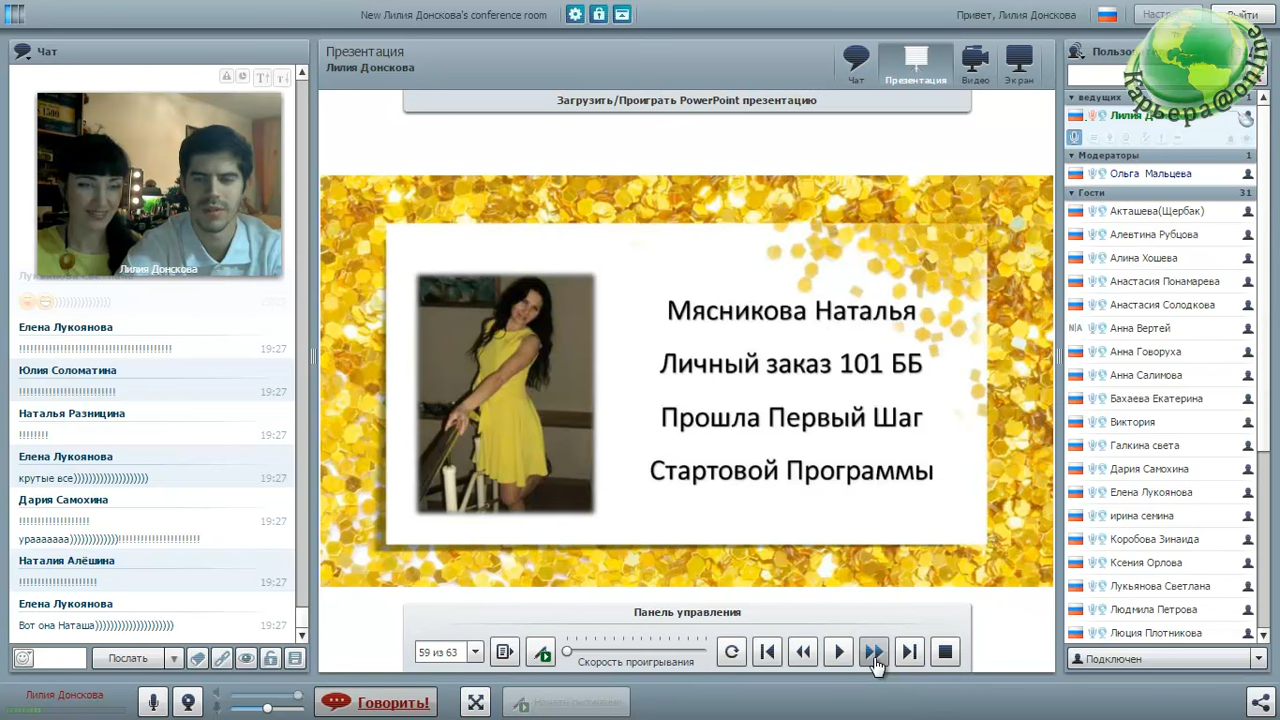 New Лилия Донскова's conference room
Привет, Лилия Донскова
Выйти
Карьера@online
Чат
Лилия Донскова
Елена Лукоянова
!!!!!!!!!!!!!!!!!!!!!!!!!!!!!!!!!!!!!! 19:27
Юлия Соломатина
!!!!!!!!!!!!!!!!!!!!!!!!!! 19:27
Наталья Разницина
!!!!!!!! 19:27
Елена Лукоянова
крутые все)))))))))))))))))))) 19:27
Дария Самохина
!!!!!!!!!!!!!!!!!!! 19:27
ураааааaa)))))))))))))!!!!!!!!!!!!!!!!!!!!!!
Наталия Алёшина
!!!!!!!!!!!!!!!!!!!!! 19:27
Елена Лукоянова
Вот она Наташа)))))))))))))))))))) 19:27
Послать
Презентация
Лилия Донскова
Чат
Презентация
Видео
Экран
Загрузить/Проиграть PowerPoint презентацию
Мясникова Наталья
Личный заказ 101 ББ
Прошла Первый Шаг
Стартовой Программы
Панель управления
59 из 63
Скорость проигрывания
ведущих 1
Модераторы 1
Ольга Мальцева
Гости 31
Акташева(Щербак)
Алевтина Рубцова
Алина Хошева
Анастасия Понамарева
Анастасия Солодкова
N/A Анна Вертей
Анна Говоруха
Анна Салимова
Бахаева Екатерина
Виктория
Галкина света
Дария Самохина
Елена Лукоянова
ирина семина
Коробова Зинаида
Ксения Орлова
Лукьянова Светлана
Людмила Петрова
Люция Плотникова
Подключен
Лилия Донскова
Говорить!